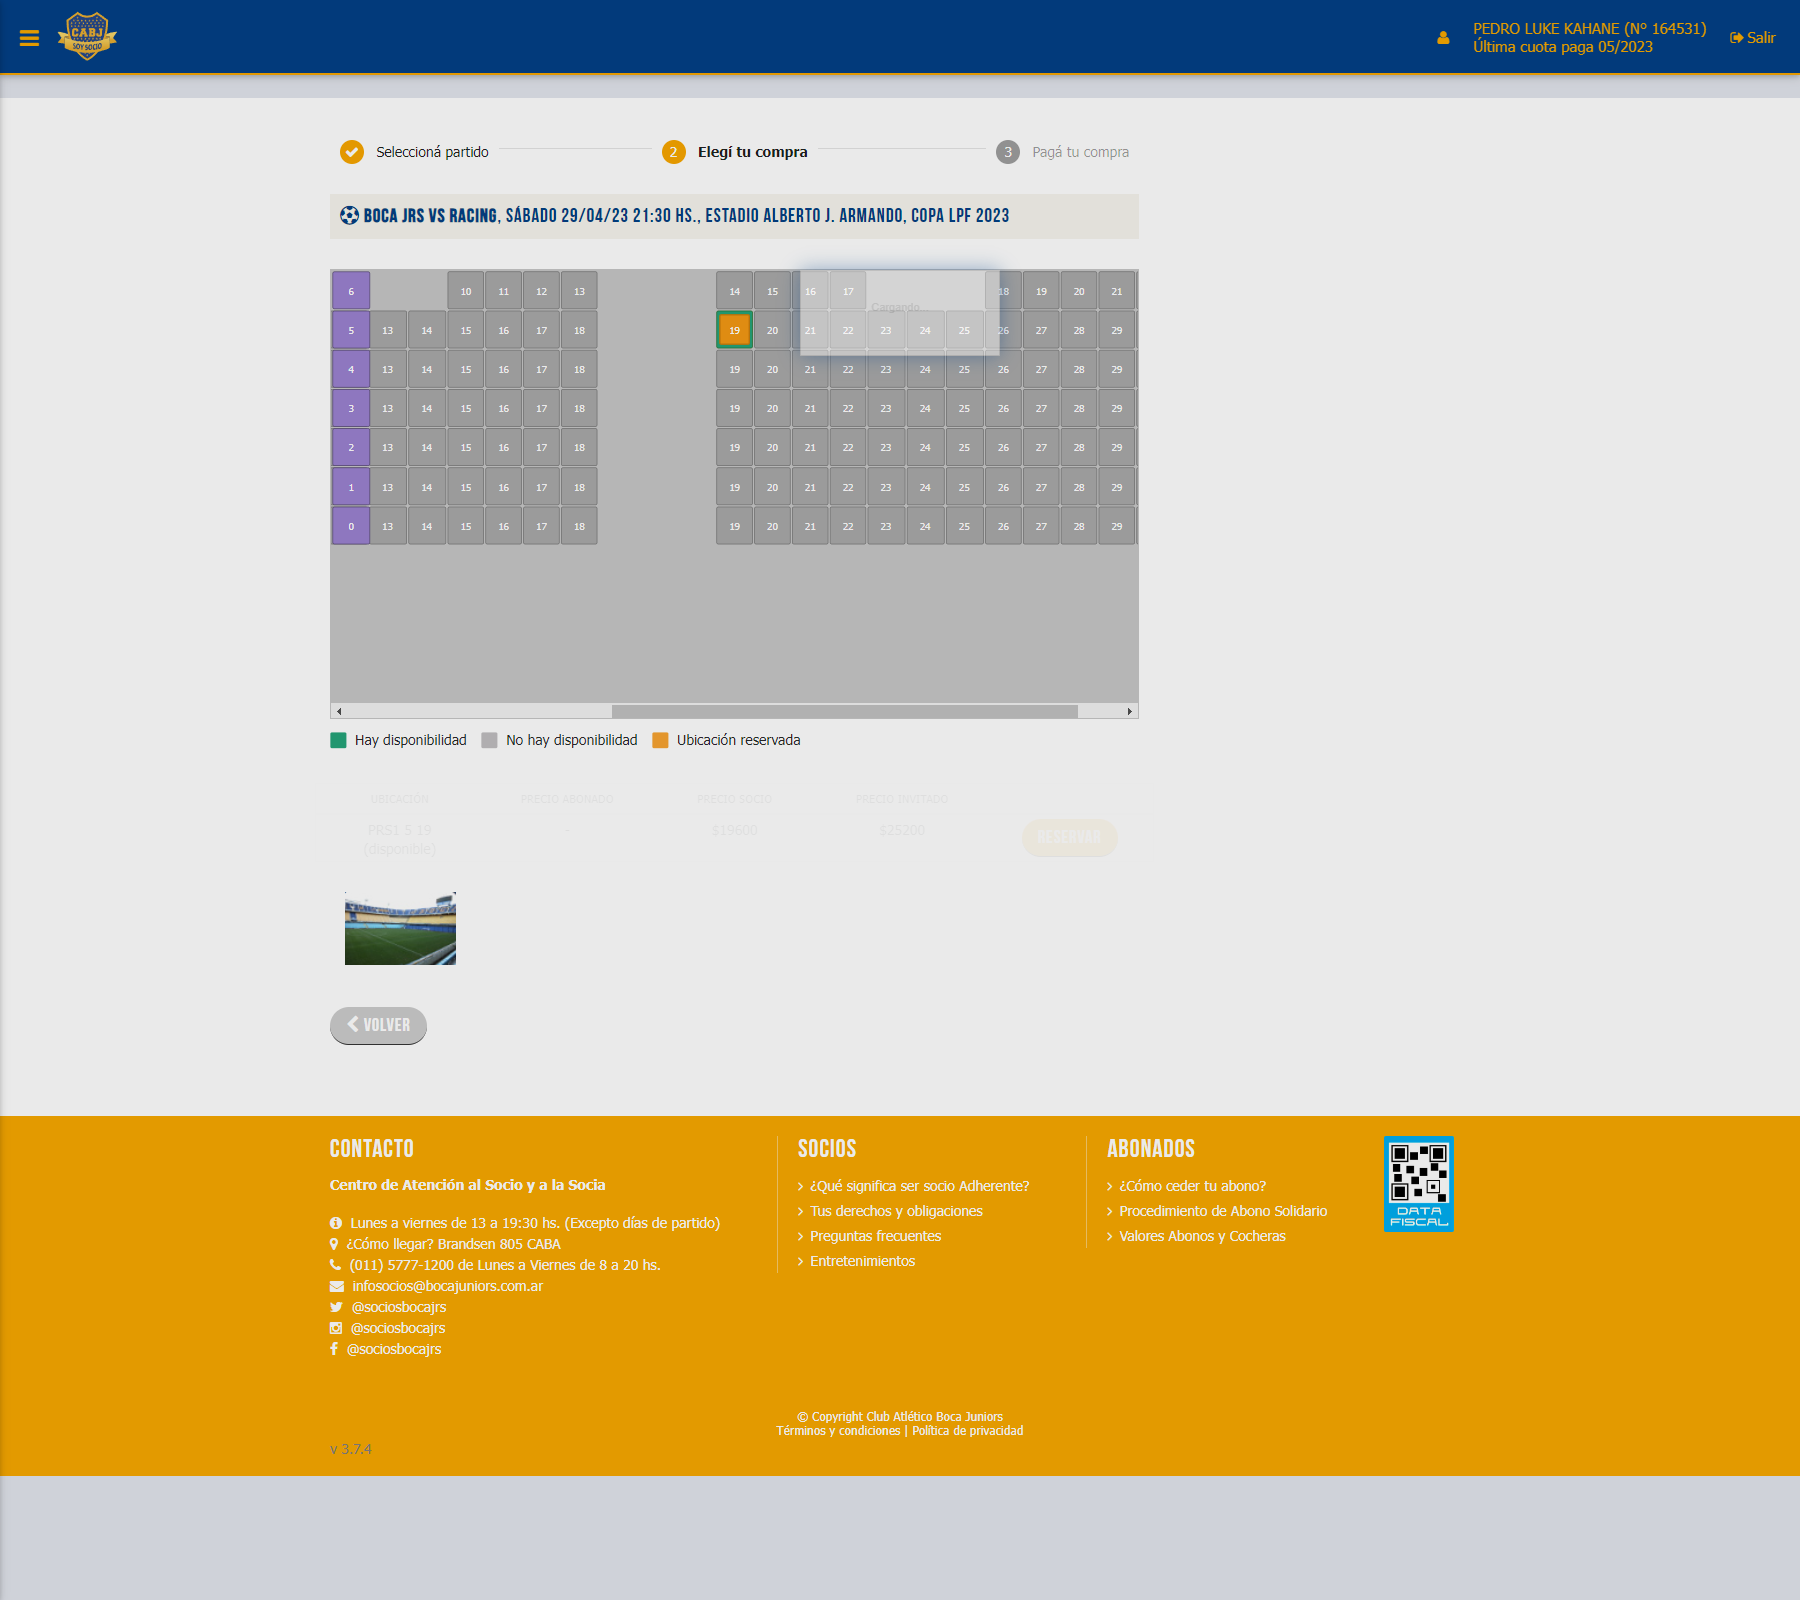 CABJ
SOY SOCIO
PEDRO LUKE KAHANE (N° 164531)
Última cuota paga 05/2023
Salir
Seleccioná partido
2 Elegí tu compra
3 Pagá tu compra
BOCA JRS VS RACING, SÁBADO 29/04/23 21:30 HS., ESTADIO ALBERTO J. ARMANDO, COPA LPF 2023
6 10 11 12 13 14 15 16 17 18 19 20 21
Cargando...
5 13 14 15 16 17 18 19 20 21 22 23 24 25 26 27 28 29
4 13 14 15 16 17 18 19 20 21 22 23 24 25 26 27 28 29
3 13 14 15 16 17 18 19 20 21 22 23 24 25 26 27 28 29
2 13 14 15 16 17 18 19 20 21 22 23 24 25 26 27 28 29
1 13 14 15 16 17 18 19 20 21 22 23 24 25 26 27 28 29
0 13 14 15 16 17 18 19 20 21 22 23 24 25 26 27 28 29
Hay disponibilidad No hay disponibilidad Ubicación reservada
UBICACIÓN PRECIO ABONADO PRECIO SOCIO PRECIO INVITADO
PRS1 5 19 - $19600 $25200 RESERVAR
(disponible)
VOLVER
CONTACTO
Centro de Atención al Socio y a la Socia
Lunes a viernes de 13 a 19:30 hs. (Excepto días de partido)
¿Cómo llegar? Brandsen 805 CABA
(011) 5777-1200 de Lunes a Viernes de 8 a 20 hs.
infosocios@bocajuniors.com.ar
@sociosbocajrs
@sociosbocajrs
@sociosbocajrs
SOCIOS
¿Qué significa ser socio Adherente?
Tus derechos y obligaciones
Preguntas frecuentes
Entretenimientos
ABONADOS
¿Cómo ceder tu abono?
Procedimiento de Abono Solidario
Valores Abonos y Cocheras
DATA
FISCAL
© Copyright Club Atlético Boca Juniors
Términos y condiciones | Política de privacidad
v 3.7.4